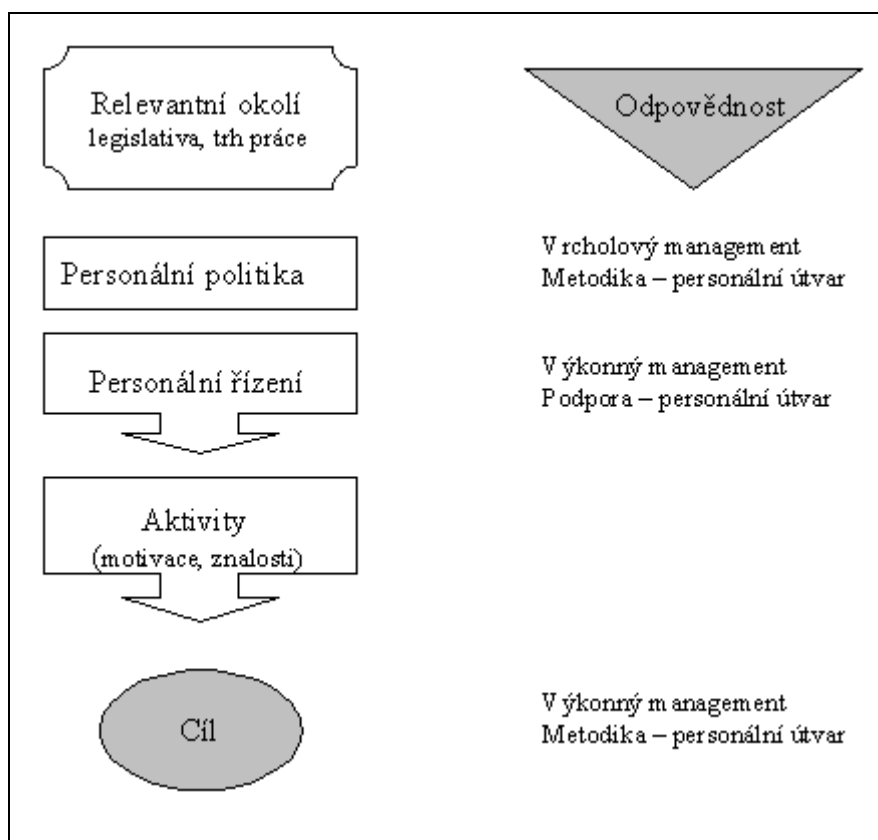 Relevantní okolí
legislativa, trh práce
Odpovědnost
Personální politika
Vrcholový management
Metodika – personální útvar
Personální řízení
Výkonný management
Podpora – personální útvar
Aktivity
(motivace, znalosti)
Cíl
Výkonný management
Metodika – personální útvar